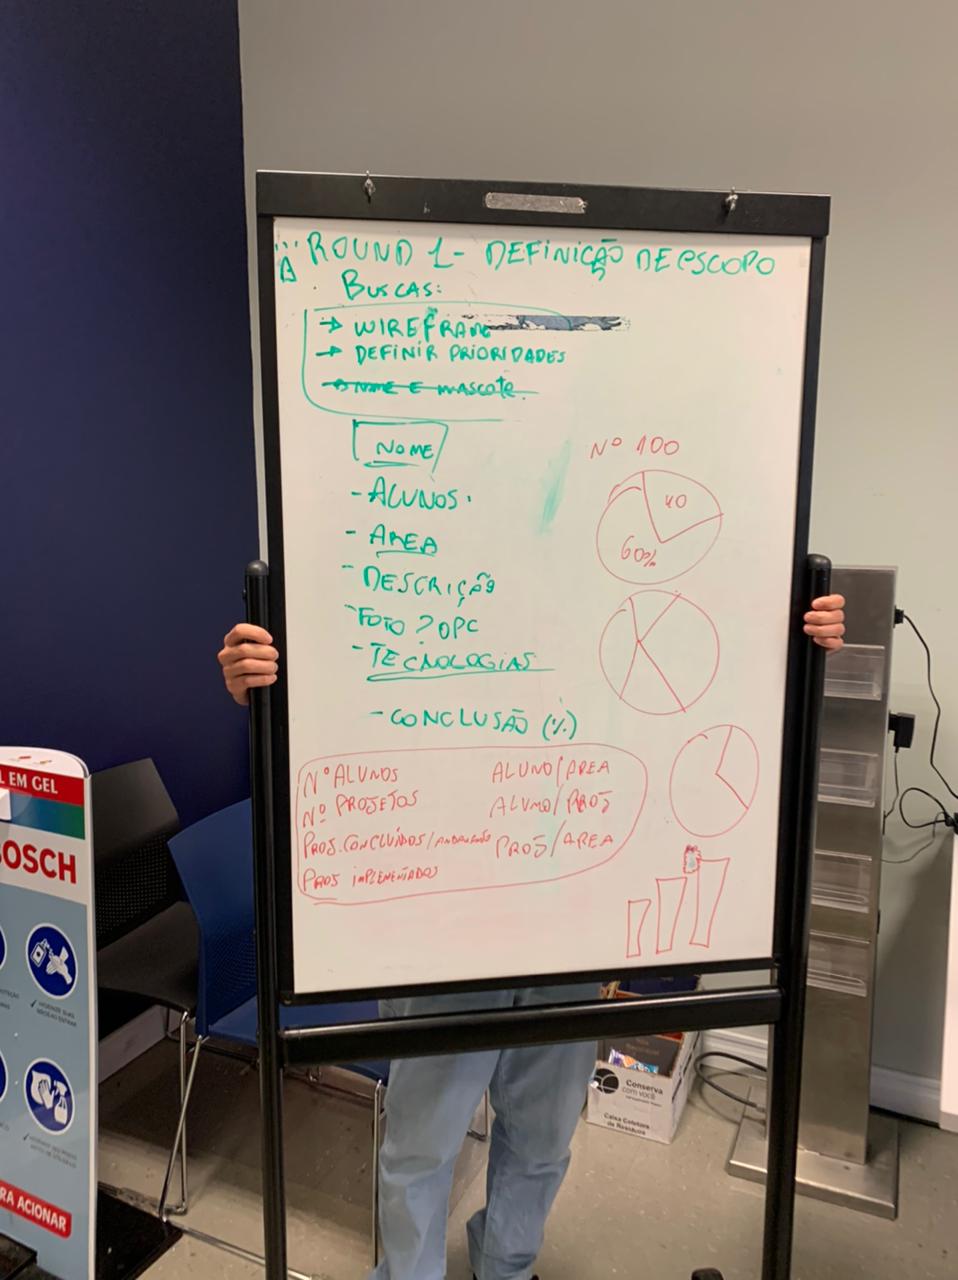 ROUND 1 - DEFINIÇÃO DE ESCOPO
BUSCAS:
→ WIREFRAME
→ DEFINIR PRIORIDADES
→ NOME E MASCOTE.
NOME
- ALUNOS.
- AREA
- DESCRIÇÃO
- FOTO? OPC
- TECNOLOGIAS
- CONCLUSÃO (%)
Nº 100
40
60%
Nº ALUNOS
Nº PROJETOS
PROJ. CONCLUÍDOS/ANDAMENTO
PROJ IMPLEMENTADOS
ALUNO/AREA
ALUNO/PROJ
PROJ/AREA
L EM GEL
BOSCH
RA ACIONAR
Conserva
com você
Caixa Coletora
de Resíduos